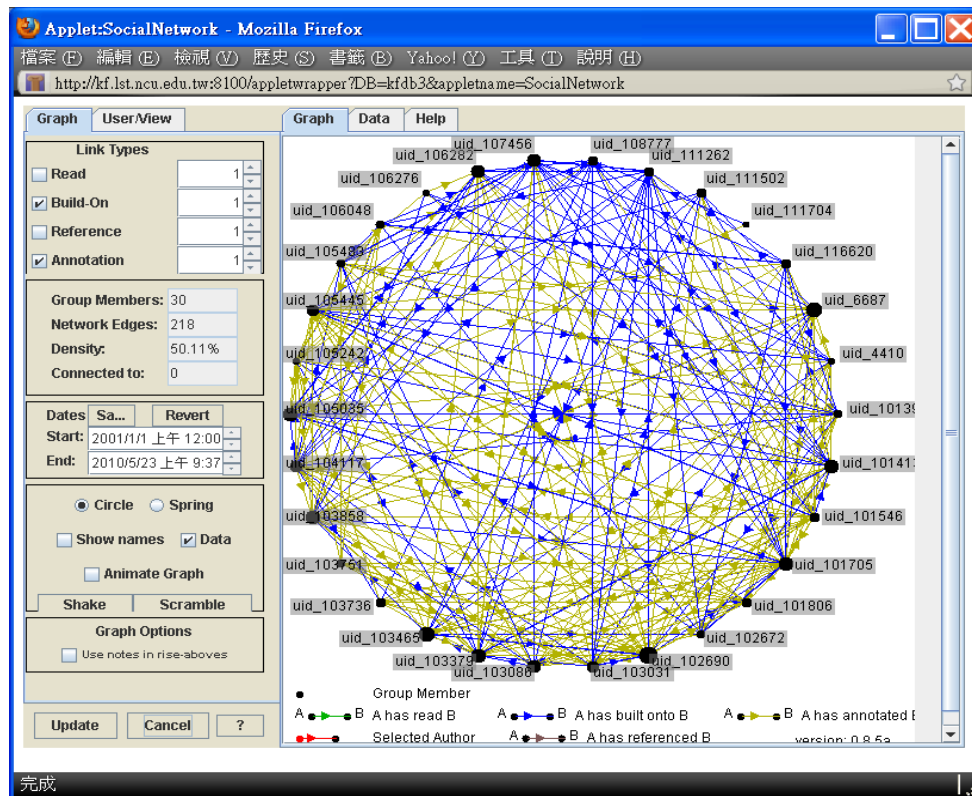 Applet:SocialNetwork - Mozilla Firefox
檔案 (F) 編輯 (E) 檢視 (V) 歷史 (S) 書籤 (B) Yahoo! (Y) 工具 (T) 說明 (H)
http://kf.lst.ncu.edu.tw:8100/appletwrapper?DB=kfdb3&appletname=SocialNetwork
Graph User/View Graph Data Help
Link Types
Read 1
Build-On 1
Reference 1
Annotation 1
Group Members: 30
Network Edges: 218
Density: 50.11%
Connected to: 0
Dates Sa... Revert
Start: 2001/1/1 上午 12:00
End: 2010/5/23 上午 9:37
Circle Spring
Show names Data
Animate Graph
Shake Scramble
Graph Options
Use notes in rise-aboves
Update Cancel ?
uid_107456 uid_108777
uid_106282 uid_111262
uid_106276 uid_111502
uid_106048 uid_111704
uid_105483 uid_116620
uid_105445 uid_6687
uid_105242 uid_4410
uid_105035 uid_10139
uid_104117 uid_10141
uid_103858 uid_101546
uid_103751 uid_101705
uid_103736 uid_101806
uid_103465 uid_102672
uid_103379 uid_102690
uid_103086 uid_103031
Group Member
A B A has read B A B A has built onto B A B A has annotated
Selected Author A B A has referenced B version: 0.8.5a
完成